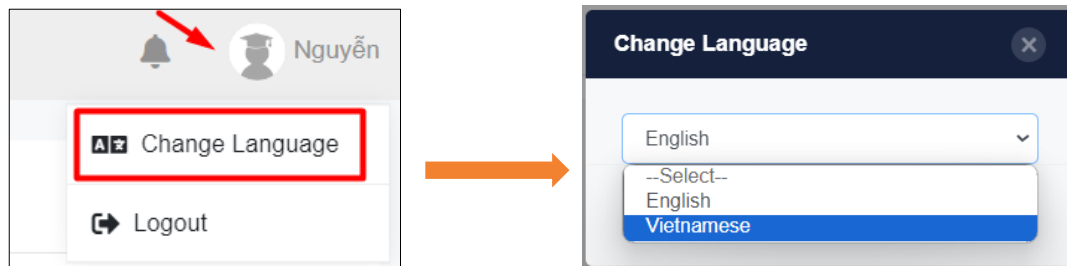 Nguyễn
Change Language
Logout
Change Language
English
--Select--
English
Vietnamese